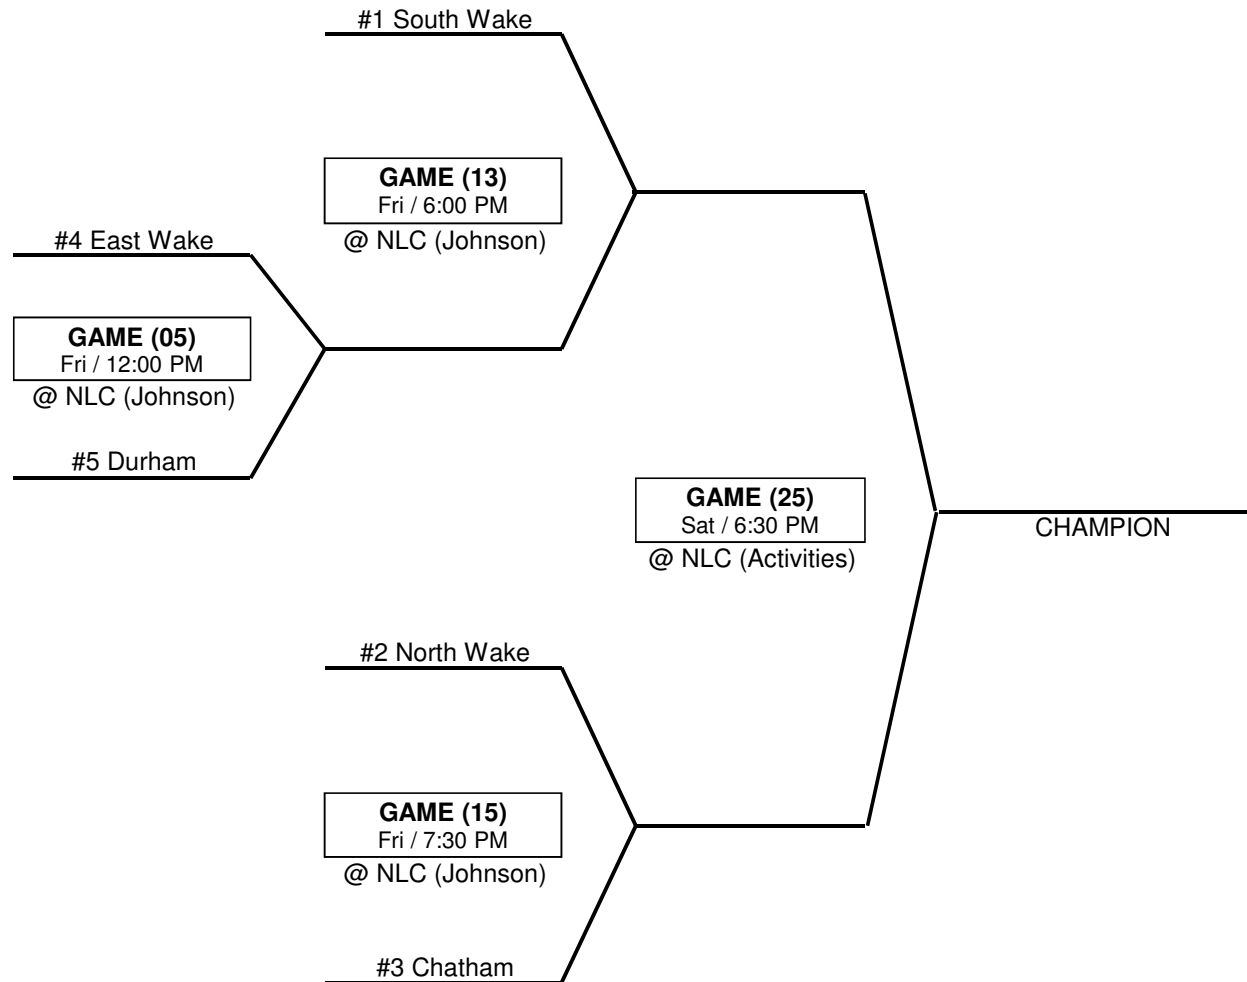 #1 South Wake
GAME (13)
Fri / 6:00 PM
@ NLC (Johnson)
#4 East Wake
GAME (05)
Fri / 12:00 PM
@ NLC (Johnson)
#5 Durham
GAME (25)
Sat / 6:30 PM
@ NLC (Activities)
CHAMPION
#2 North Wake
GAME (15)
Fri / 7:30 PM
@ NLC (Johnson)
#3 Chatham